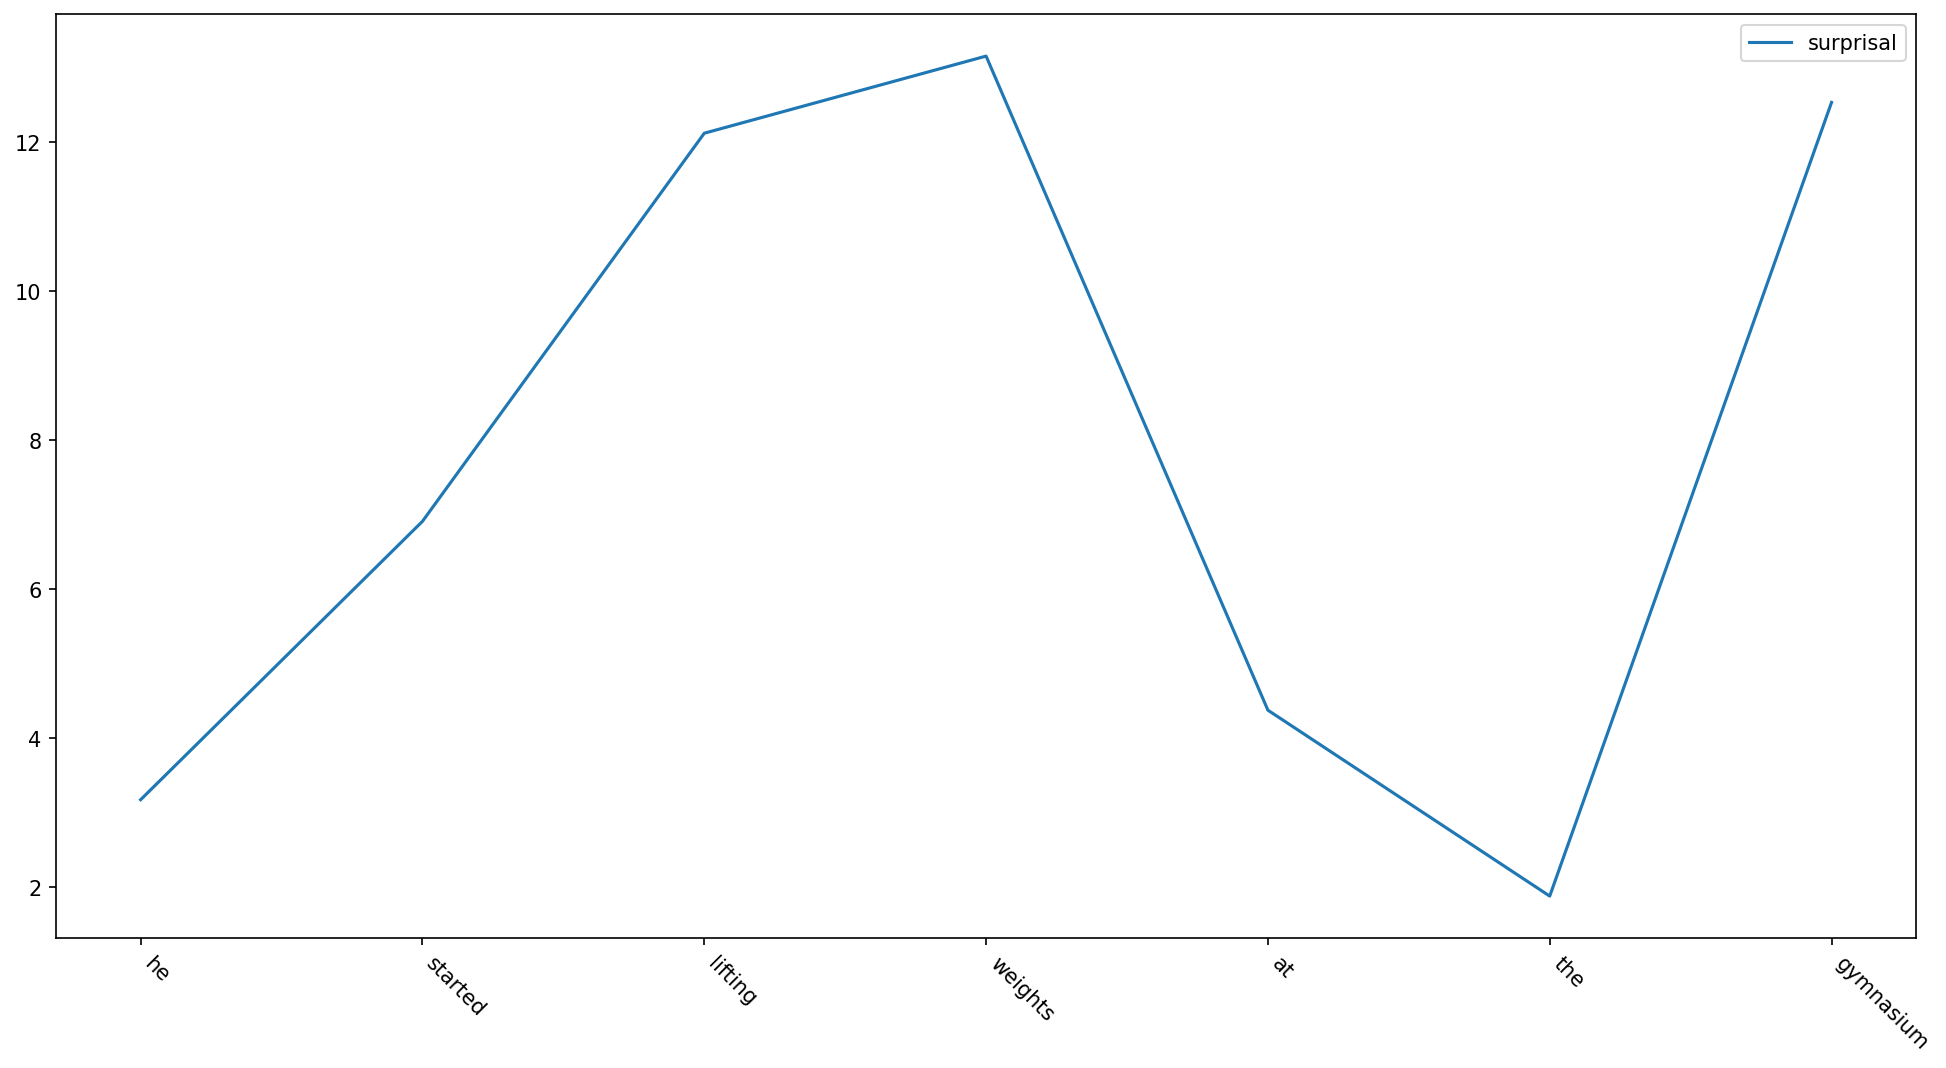 surprisal
12
10
8
6
4
2
he
started
lifting
weights
at
the
gymnasium